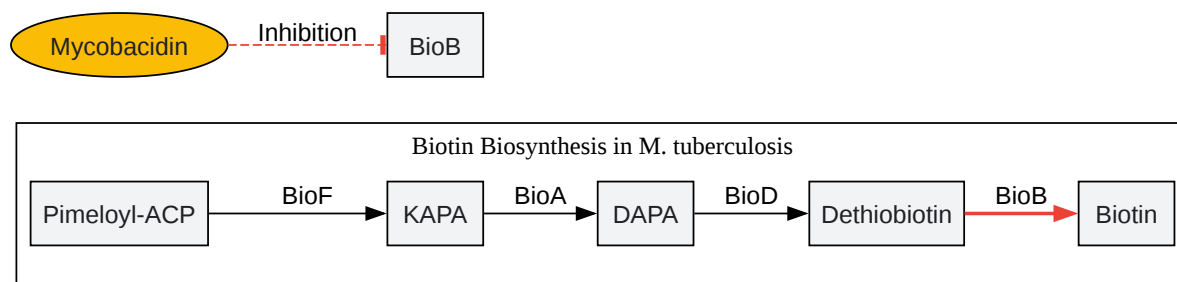 Mycobacidin
Inhibition
BioB
Biotin Biosynthesis in M. tuberculosis
Pimeloyl-ACP
BioF
KAPA
BioA
DAPA
BioD
Dethiobiotin
BioB
Biotin